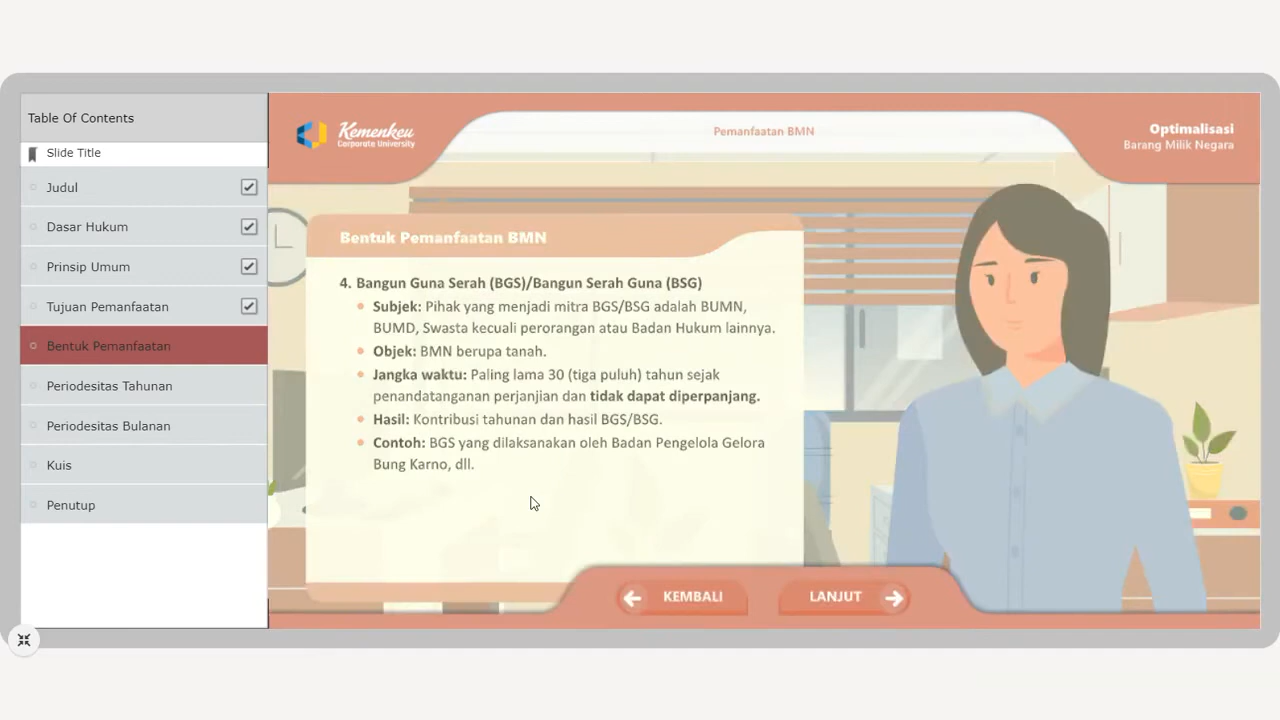 Table Of Contents
Slide Title
Judul
Dasar Hukum
Prinsip Umum
Tujuan Pemanfaatan
Bentuk Pemanfaatan
Periodesitas Tahunan
Periodesitas Bulanan
Kuis
Penutup
Kemenkeu
Corporate University
Pemanfaatan BMN
Optimalisasi
Barang Milik Negara
Bentuk Pemanfaatan BMN
4. Bangun Guna Serah (BGS)/Bangun Serah Guna (BSG)
Subjek: Pihak yang menjadi mitra BGS/BSG adalah BUMN,
BUMD, Swasta kecuali perorangan atau Badan Hukum lainnya.
Objek: BMN berupa tanah.
Jangka waktu: Paling lama 30 (tiga puluh) tahun sejak
penandatanganan perjanjian dan tidak dapat diperpanjang.
Hasil: Kontribusi tahunan dan hasil BGS/BSG.
Contoh: BGS yang dilaksanakan oleh Badan Pengelola Gelora
Bung Karno, dll.
KEMBALI
LANJUT